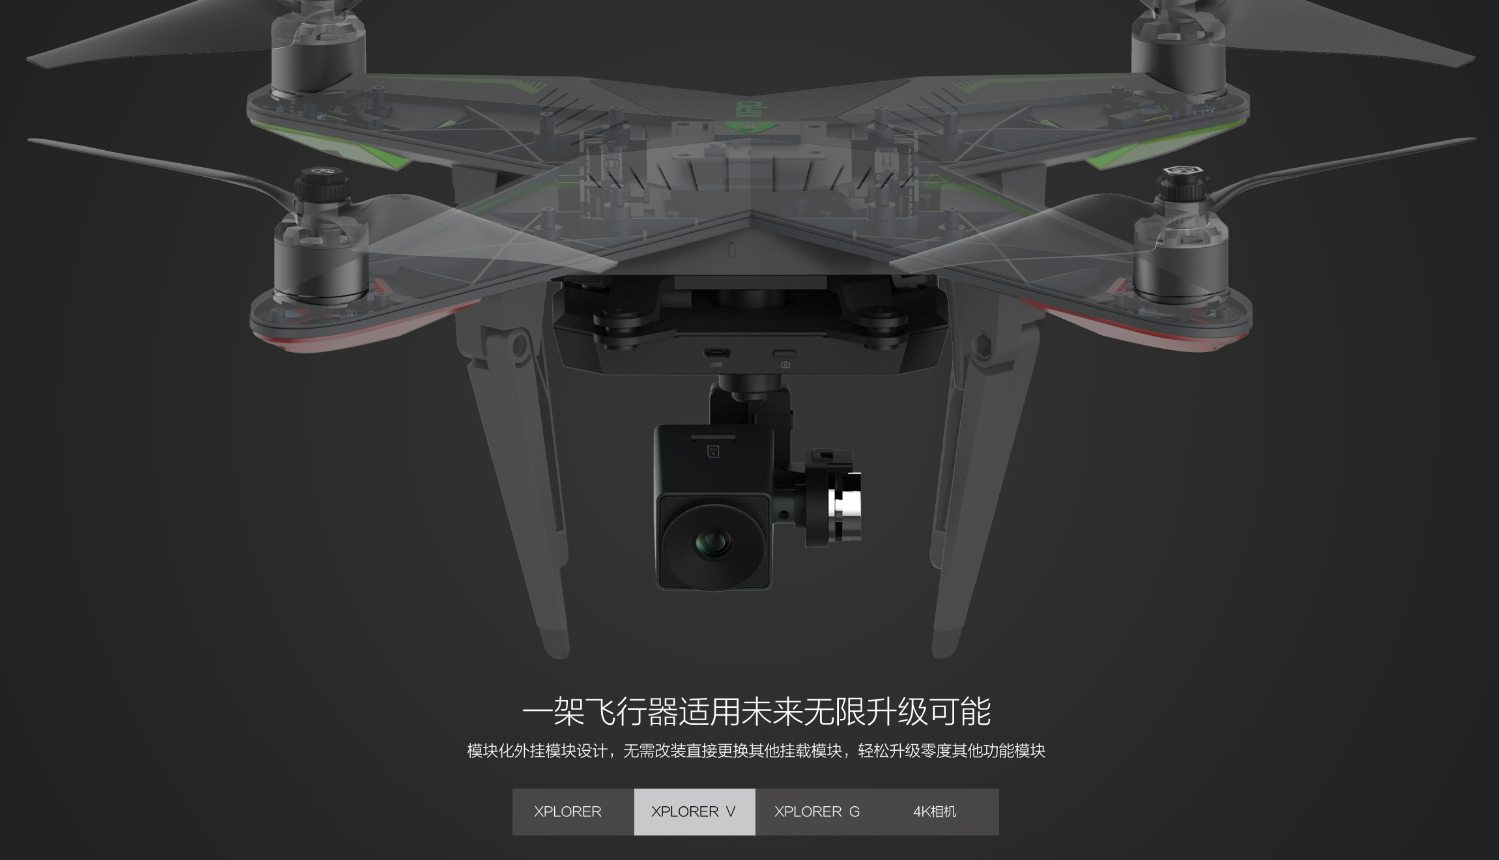 USB
一架飞行器适用未来无限升级可能
模块化外挂模块设计，无需改装直接更换其他挂载模块，轻松升级零度其他功能模块
XPLORER
XPLORER V
XPLORER G
4K相机